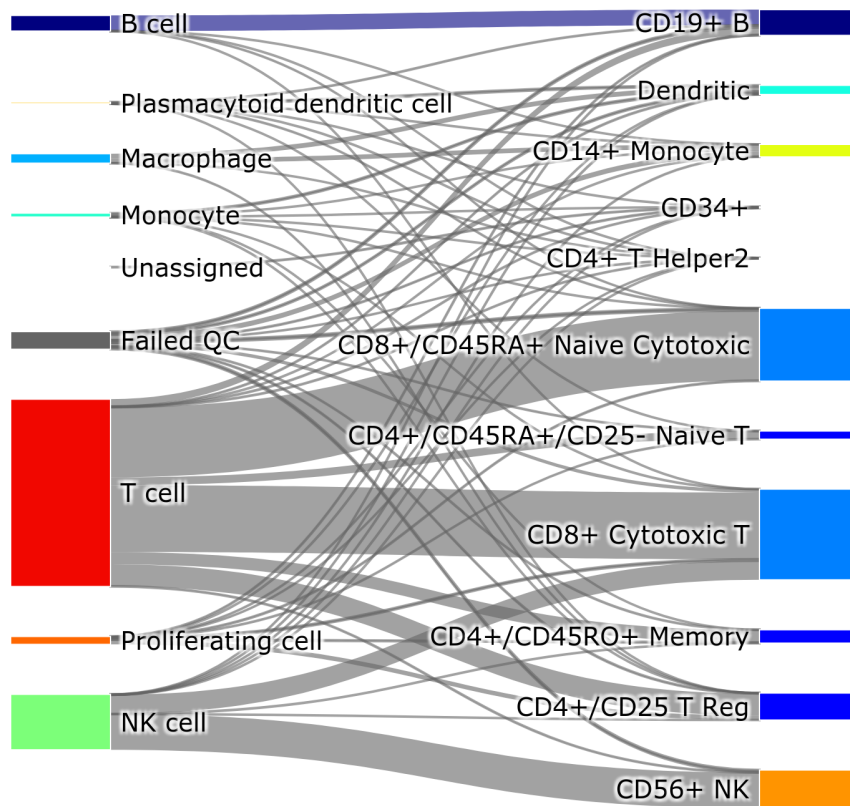 B cell
Plasmacytoid dendritic cell
Macrophage
Monocyte
Unassigned
Failed QC
T cell
Proliferating cell
NK cell
CD19+ B
Dendritic
CD14+ Monocyte
CD34+
CD4+ T Helper2
CD8+/CD45RA+ Naive Cytotoxic
CD4+/CD45RA+/CD25- Naive T
CD8+ Cytotoxic T
CD4+/CD45RO+ Memory
CD4+/CD25 T Reg
CD56+ NK